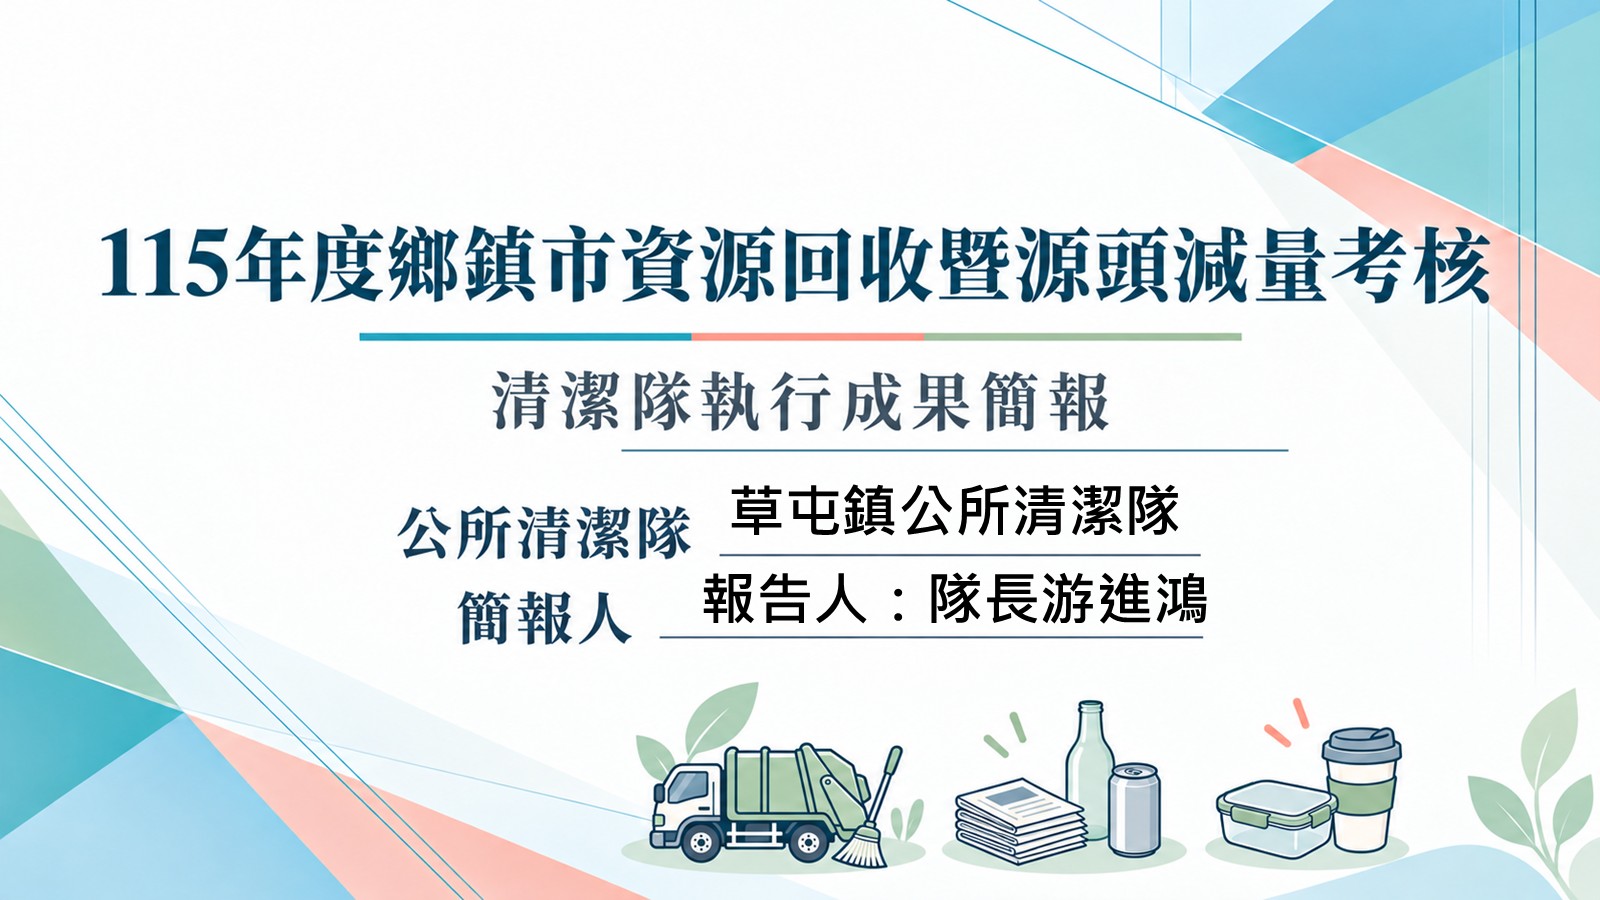 115年度鄉鎮市資源回收暨源頭減量考核
清潔隊執行成果簡報
公所清潔隊 草屯鎮公所清潔隊
簡報人 報告人：隊長游進鴻